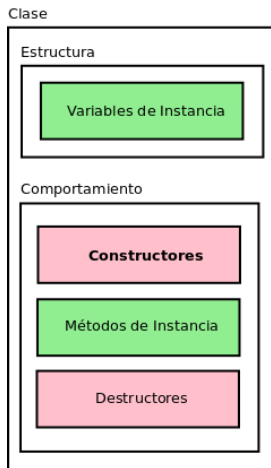 Clase
Estructura
Variables de Instancia
Comportamiento
Constructores
Métodos de Instancia
Destructores